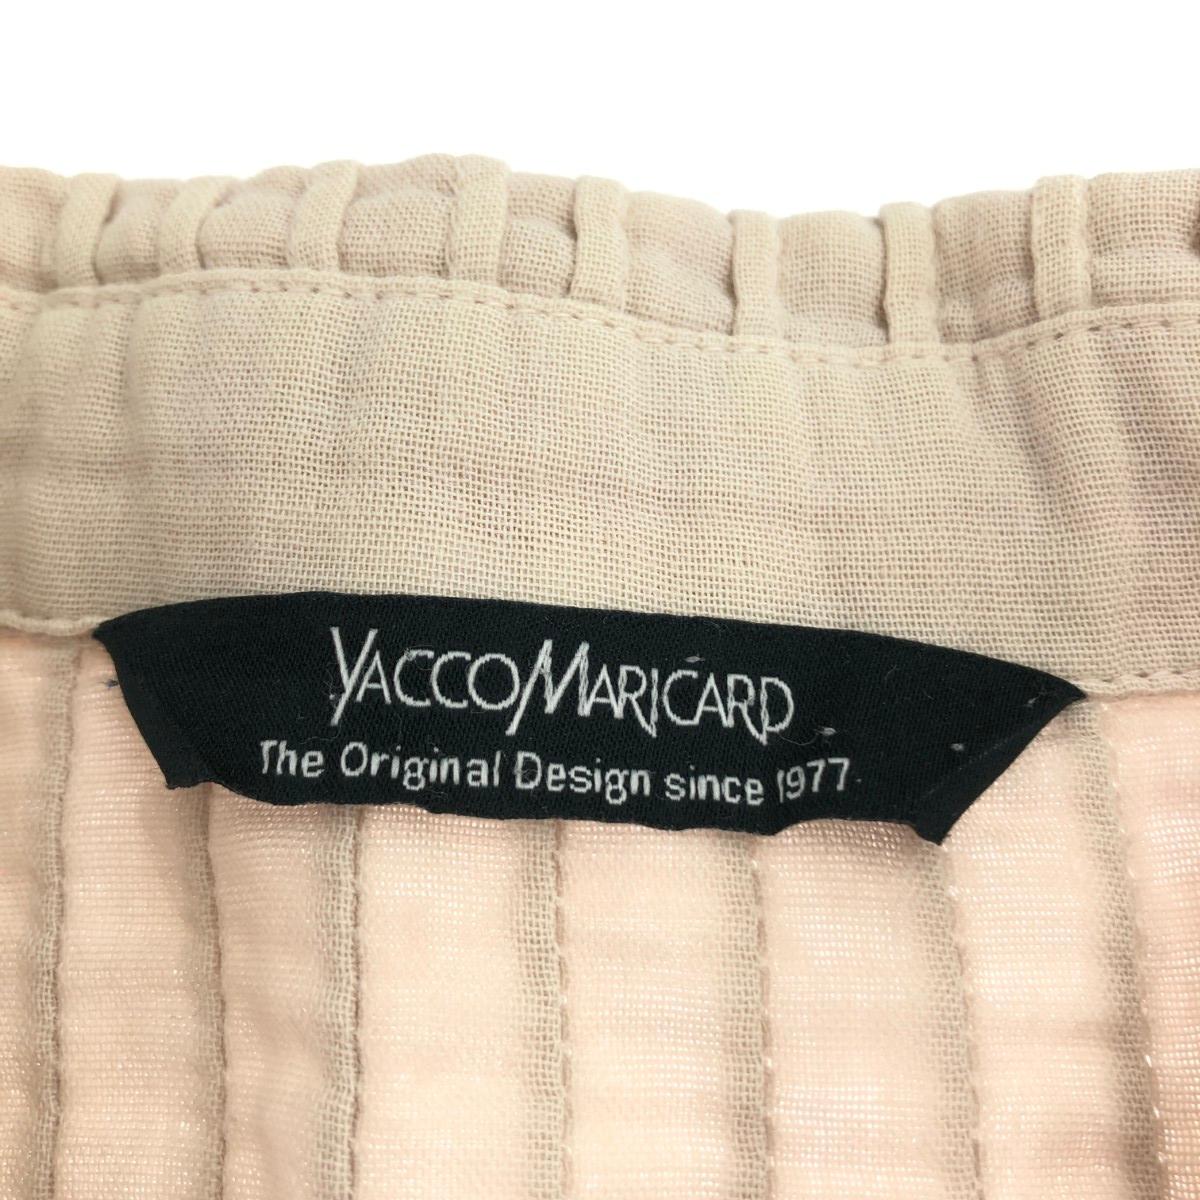 YACCOMARICARD
The Original Design since 1977